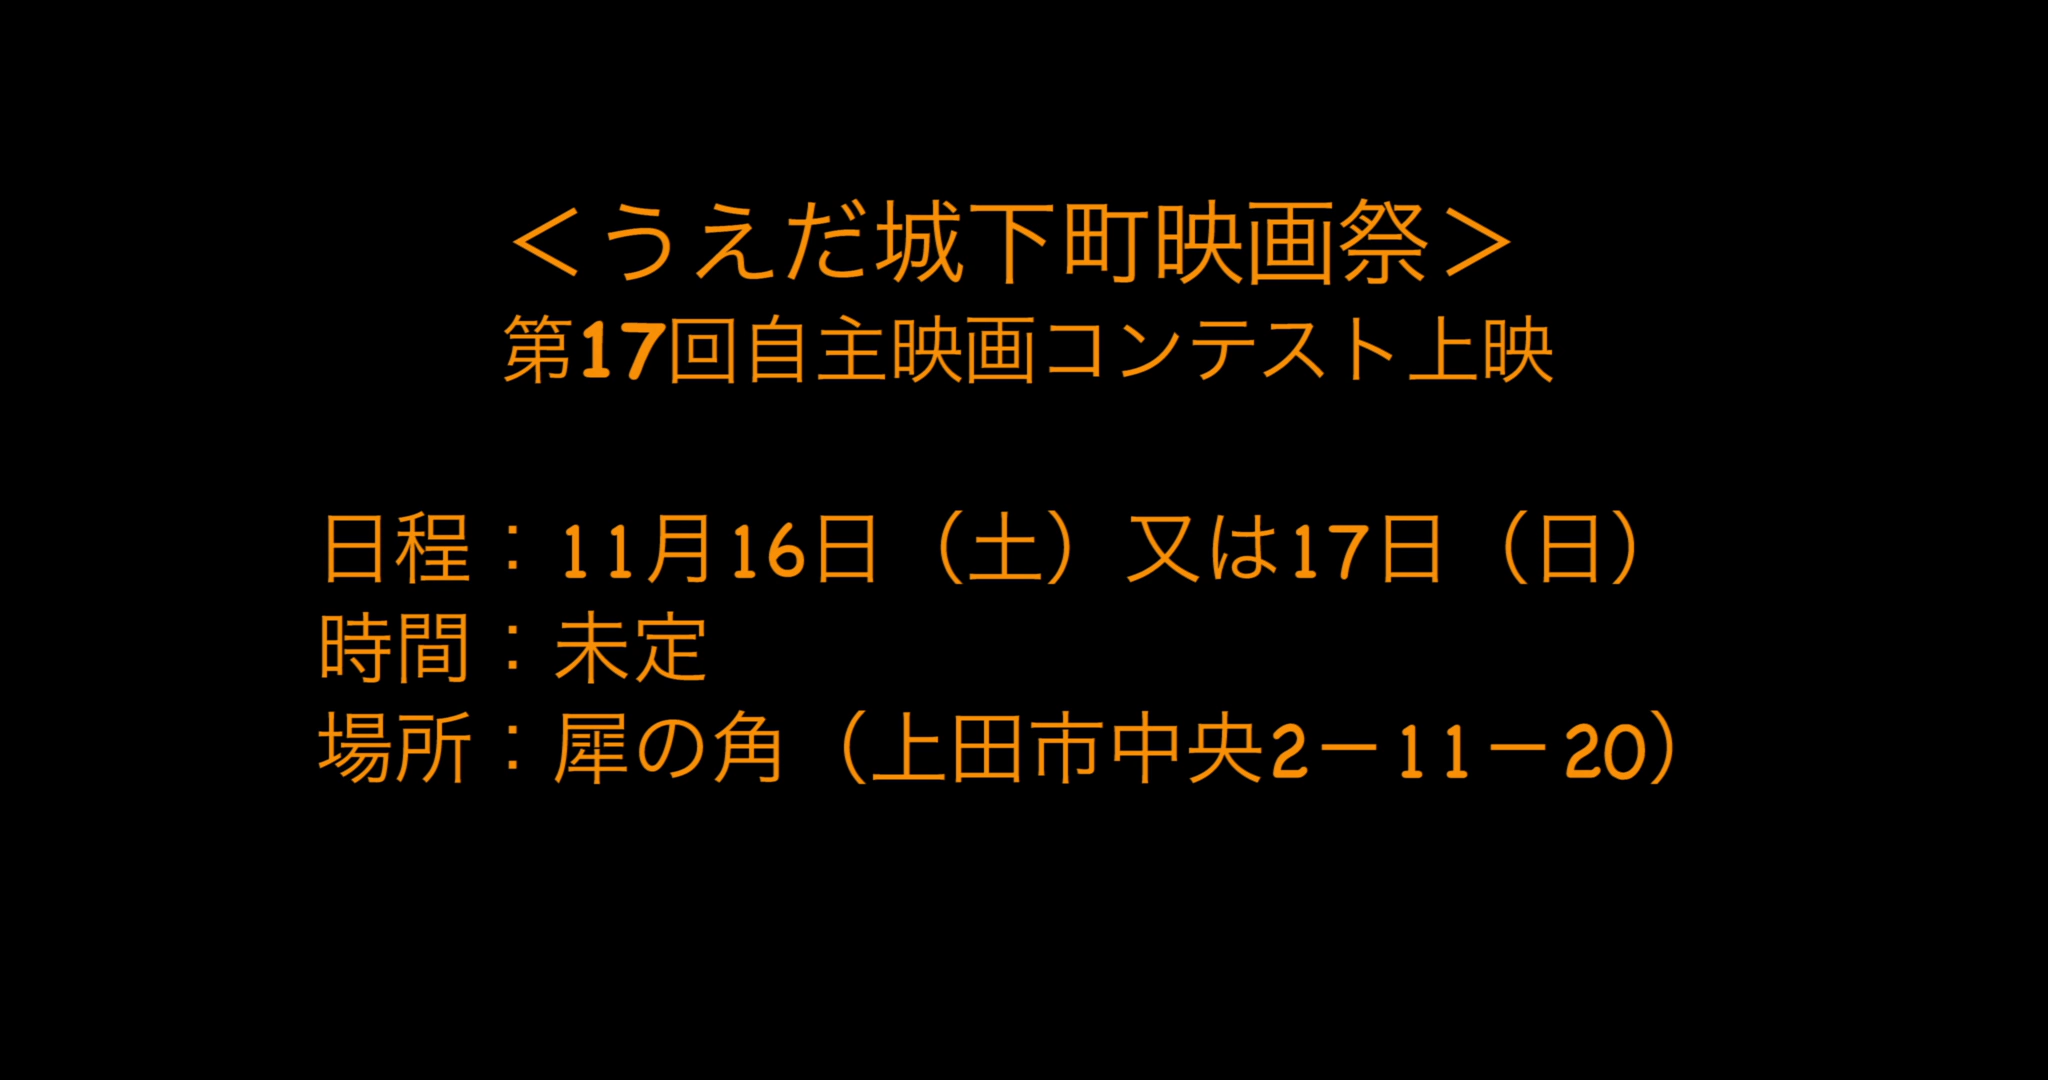 ＜うえだ城下町映画祭＞
第17回自主映画コンテスト上映
日程：11月16日（土）又は17日（日）
時間：未定
場所：犀の角（上田市中央2－11－20）